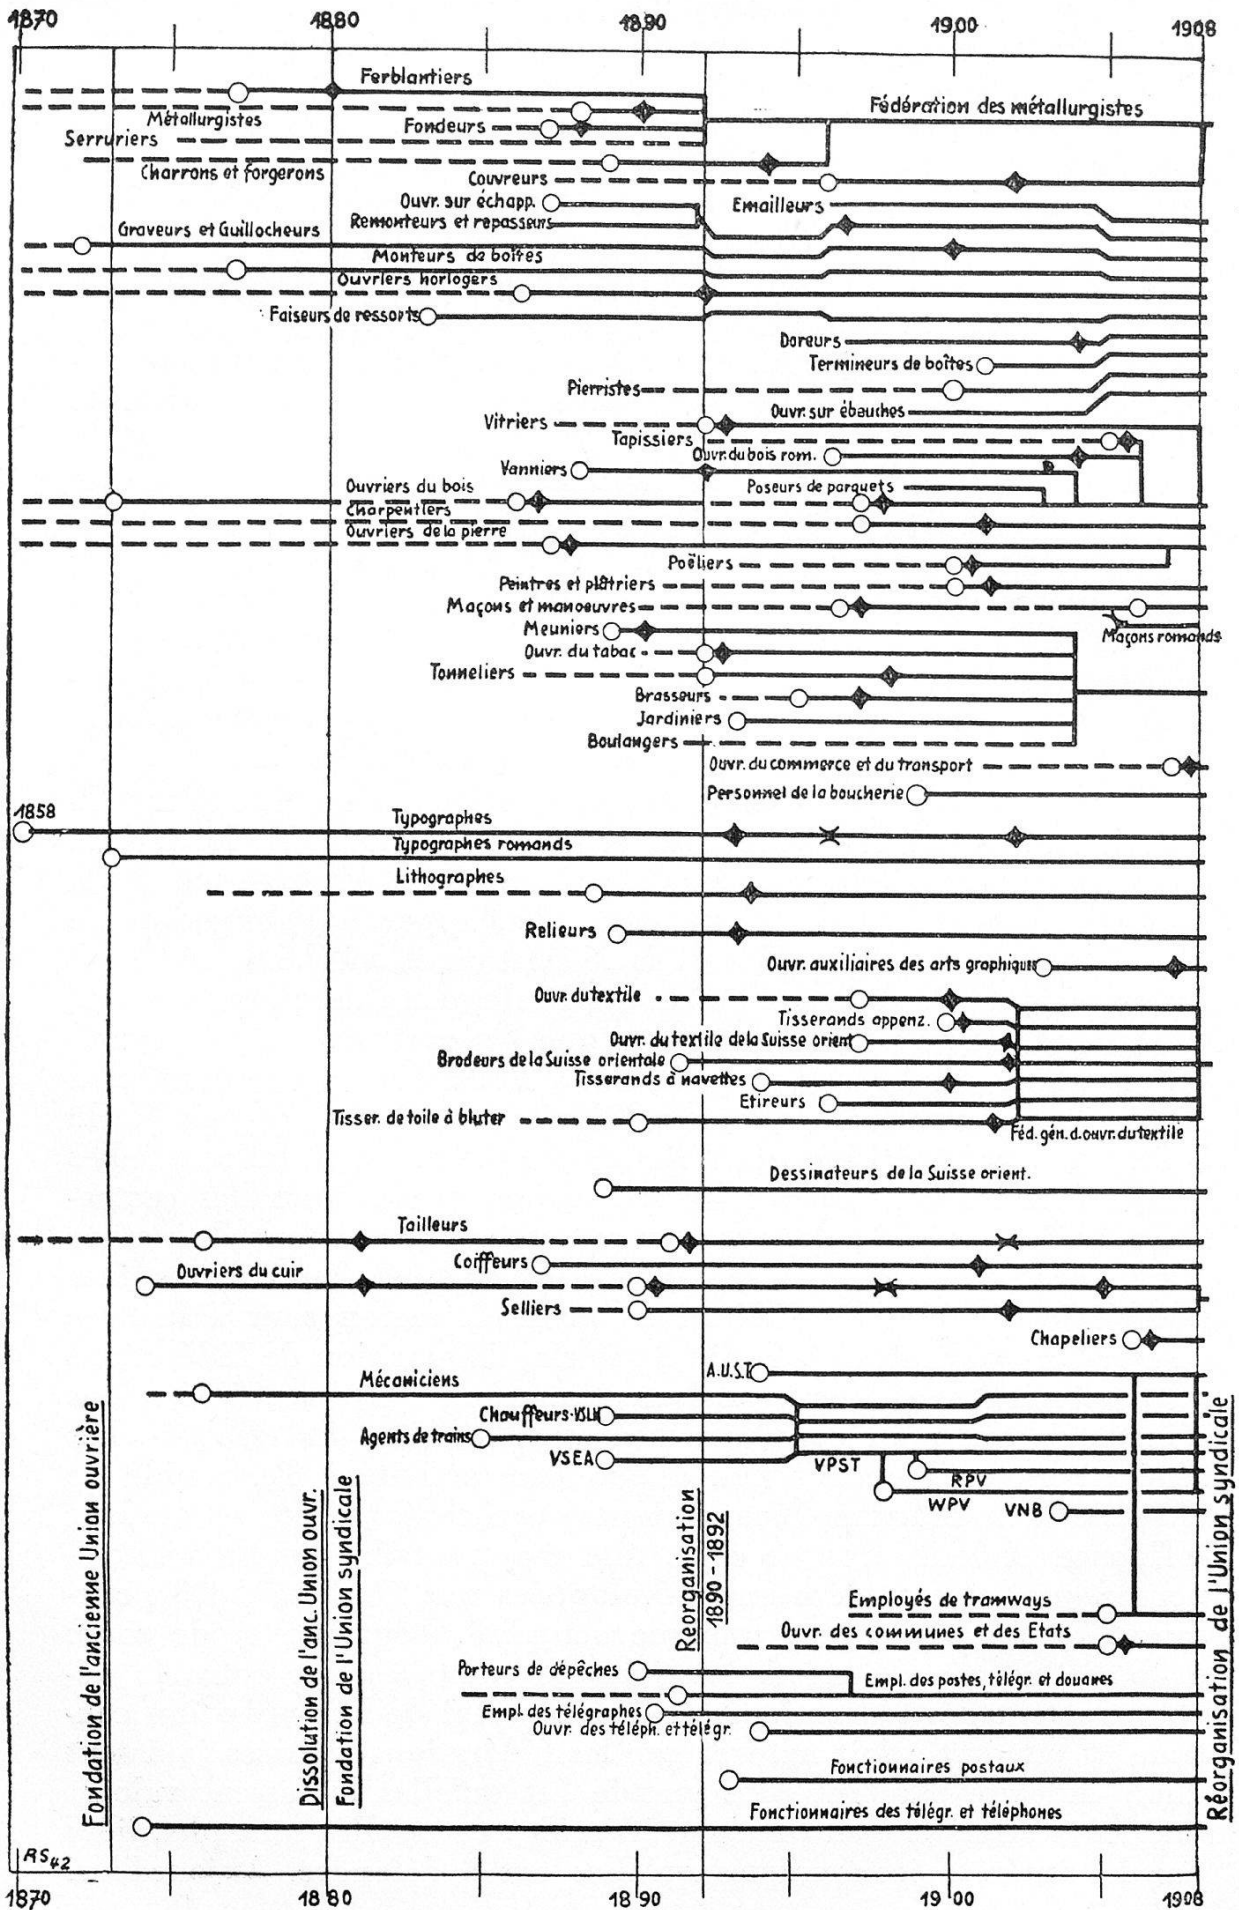 1870 1880 1890 1900 1908
Ferblantiers
Fédération des métallurgistes
Métallurgistes
Fondeurs
Serruriers
Charrons et forgerons
Couvreurs
Ouvr. sur échapp.
Emailleurs
Remonteurs et repasseurs
Graveurs et Guillocheurs
Monteurs de boîtes
Ouvriers horlogers
Faiseurs de ressorts
Doreurs
Termineurs de boîtes
Pierristes
Ouvr. sur ébauches
Vitriers
Tapissiers
Ouvr. du bois rom.
Vanniers
Ouvriers du bois
Poseurs de parquets
Charpentiers
Ouvriers de la pierre
Poëliers
Peintres et plâtriers
Maçons et manoeuvres
Meuniers
Maçons romands
Ouvr. du tabac
Tonneliers
Brasseurs
Jardiniers
Boulangers
Ouvr. du commerce et du transport
Personnel de la boucherie
1858
Typographes
Typographes romands
Lithographes
Relieurs
Ouvr. auxiliaires des arts graphiques
Ouvr. du textile
Tisserands appenz.
Ouvr. du textile de la Suisse orient.
Brodeurs de la Suisse orientale
Tisserands à navettes
Etireurs
Tisser. de toile à bluter
Féd. gén. d. ouvr. du textile
Dessinateurs de la Suisse orient.
Tailleurs
Coiffeurs
Ouvriers du cuir
Selliers
Chapeliers
A.U.S.T.
Mécaniciens
Chauffeurs-VSLH
Agents de trains
VSEA
VPST
RPV
WPV
VNB
Employés de tramways
Ouvr. des communes et des Etats
Porteurs de dépêches
Empl. des postes, télégr. et douanes
Empl. des télégraphes
Ouvr. des téléph. et télégr.
Fonctionnaires postaux
Fonctionnaires des télégr. et téléphones
Fondation de l'ancienne Union ouvrière
Dissolution de l'anc. Union ouvr.
Fondation de l'Union syndicale
Réorganisation
1890-1892
Réorganisation de l'Union syndicale
RS42
1870 1880 1890 1900 1908